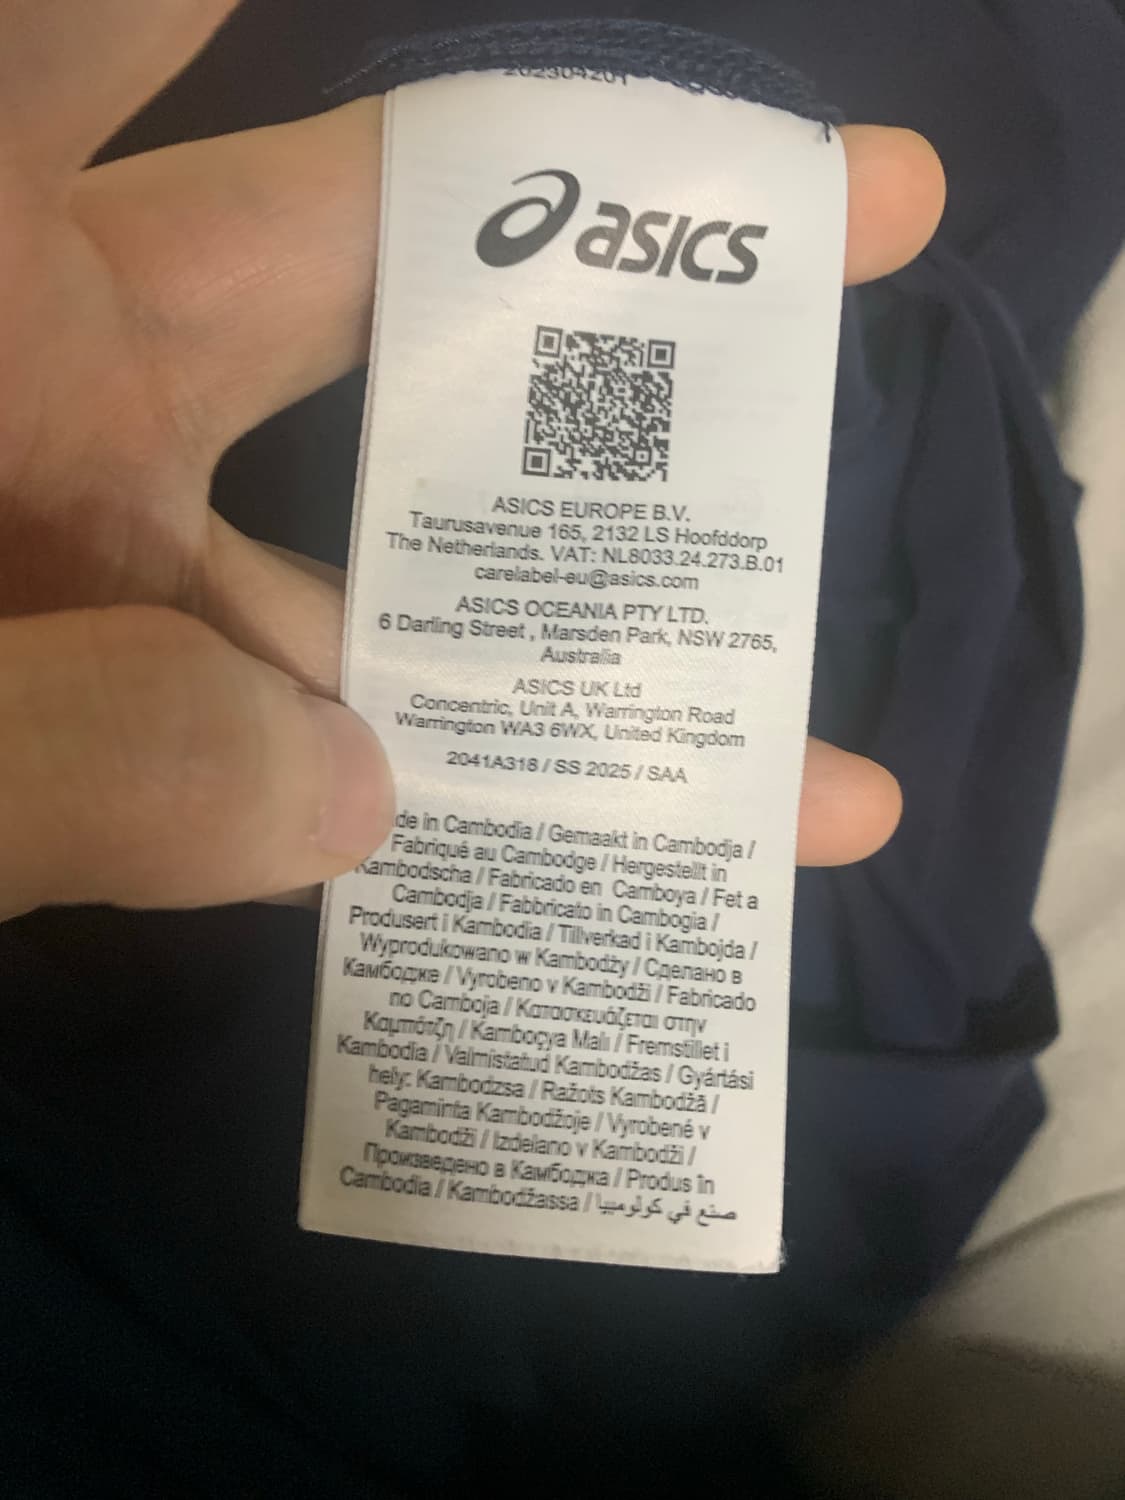 202304201
asics
ASICS EUROPE B.V.
Taurusavenue 165, 2132 LS Hoofddorp
The Netherlands. VAT: NL8033.24.273.B.01
carelabel-eu@asics.com
ASICS OCEANIA PTY LTD.
6 Darling Street , Marsden Park, NSW 2765,
Australia
ASICS UK Ltd
Concentric, Unit A, Warrington Road
Warrington WA3 6WX, United Kingdom
2041A318 / SS 2025 / SAA
de in Cambodia / Gemaakt in Cambodja /
Fabriqué au Cambodge / Hergestellt in
Kambodscha / Fabricado en Camboya / Fet a
Cambodja / Fabbricato in Cambogia /
Produsert i Kambodia / Tillverkad i Kambojda /
Wyprodukowano w Kambodży / Сделано в
Камбодже / Vyrobeno v Kambodži / Fabricado
no Camboja / Κατασκευάζεται στην
Καμπότζη / Kamboçya Malı / Fremstillet i
Kambodia / Valmistatud Kambodžas / Gyártási
hely: Kambodzsa / Ražots Kambodžā /
Pagaminta Kambodžoje / Vyrobené v
Kambodži / Izdelano v Kambodži /
Произведено в Камбоджа / Produs în
Cambodia / Kambodžassa / صنع في كولومبيا